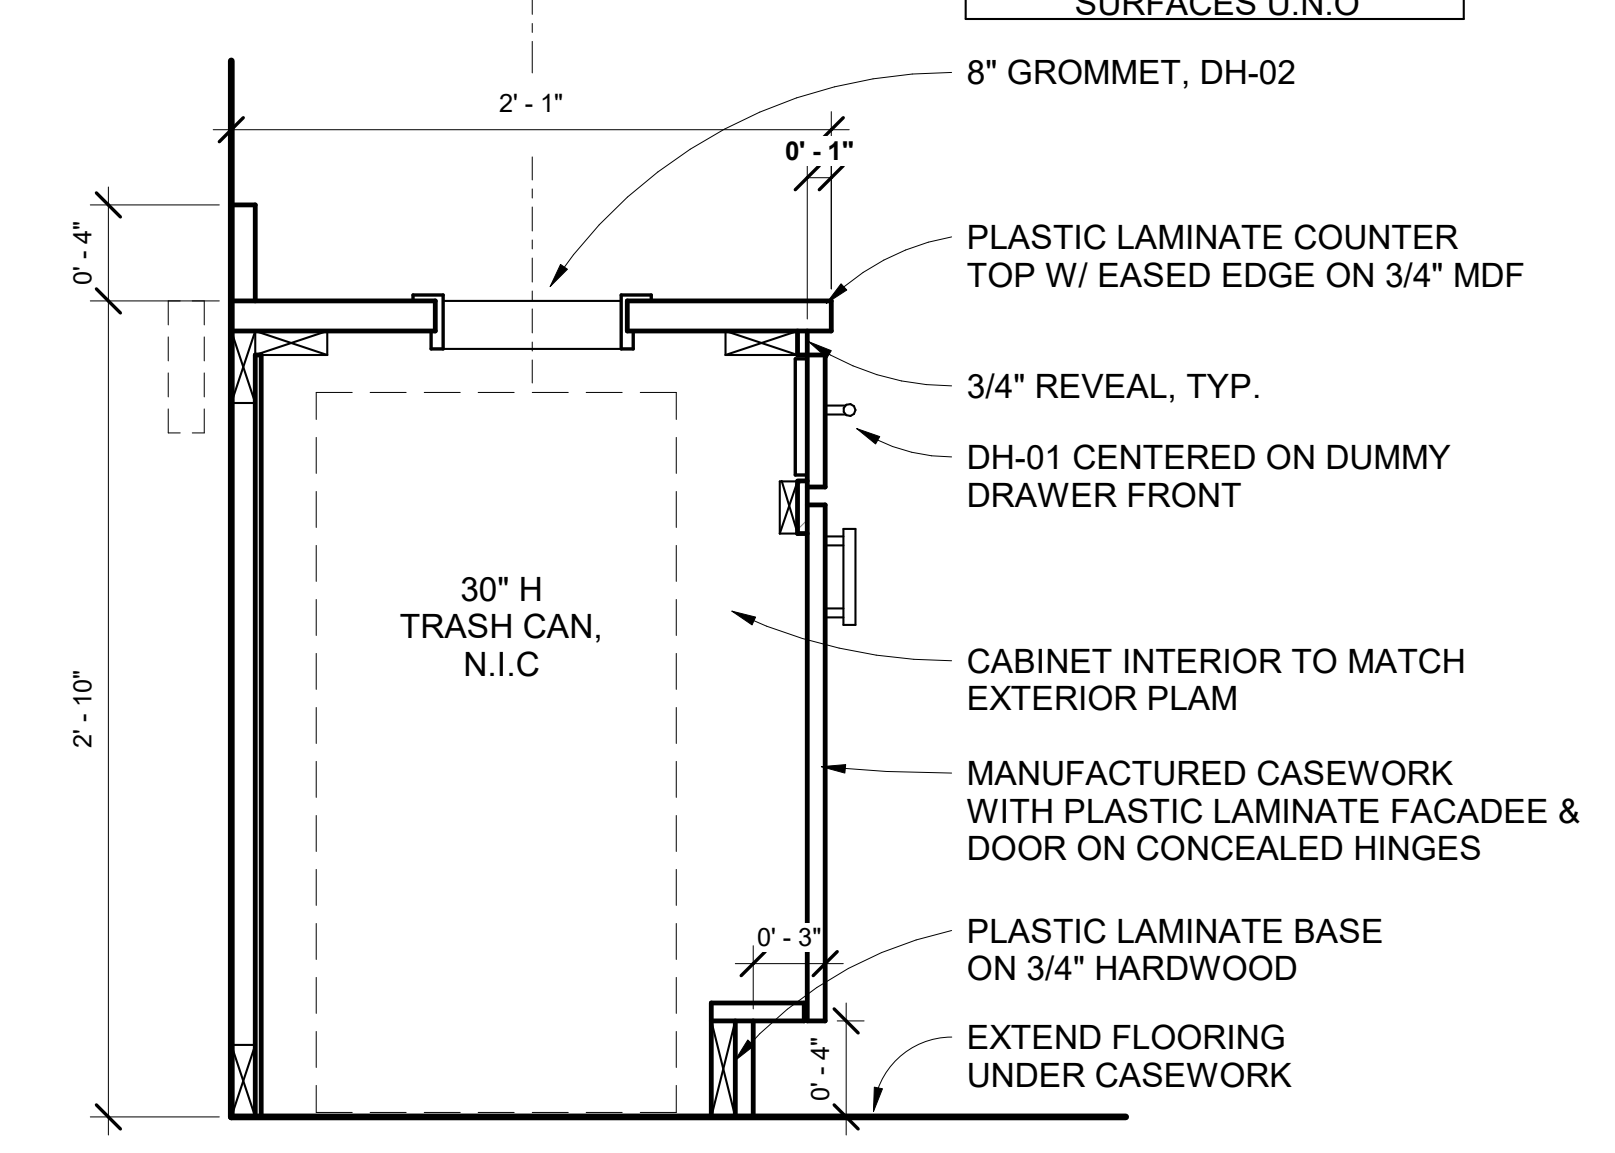 SURFACES U.N.O
8" GROMMET, DH-02
2' - 1"
0' - 1"
0' - 4"
PLASTIC LAMINATE COUNTER
TOP W/ EASED EDGE ON 3/4" MDF
3/4" REVEAL, TYP.
DH-01 CENTERED ON DUMMY
DRAWER FRONT
30" H
TRASH CAN,
N.I.C
2' - 10"
CABINET INTERIOR TO MATCH
EXTERIOR PLAM
MANUFACTURED CASEWORK
WITH PLASTIC LAMINATE FACADEE &
DOOR ON CONCEALED HINGES
0' - 3"
PLASTIC LAMINATE BASE
ON 3/4" HARDWOOD
0' - 4"
EXTEND FLOORING
UNDER CASEWORK